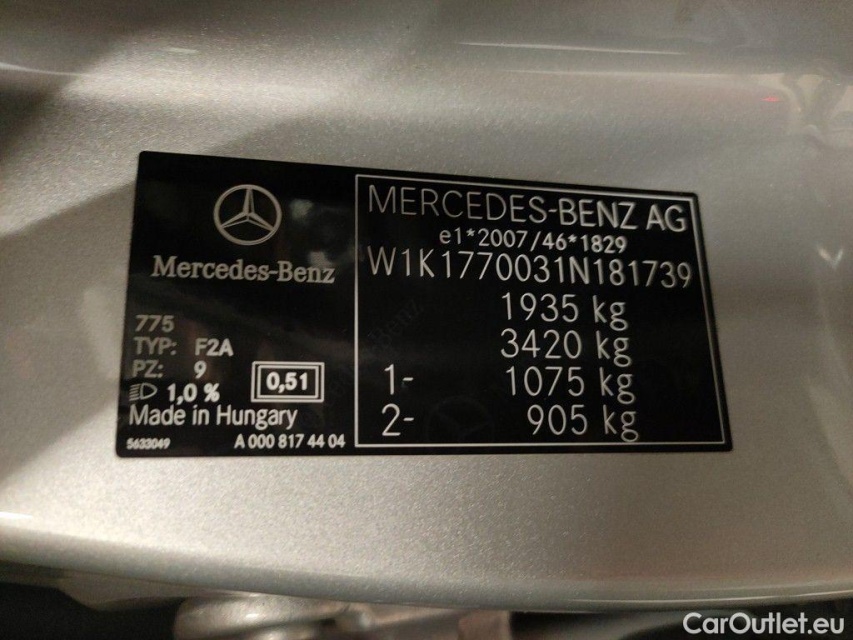 Mercedes-Benz
775
TYP: F2A
PZ: 9
1,0 %
0,51
Made in Hungary
5633049 A 000 817 44 04
MERCEDES-BENZ AG
e1*2007/46*1829
W1K1770031N181739
1935 kg
3420 kg
1- 1075 kg
2- 905 kg
CarOutlet.eu